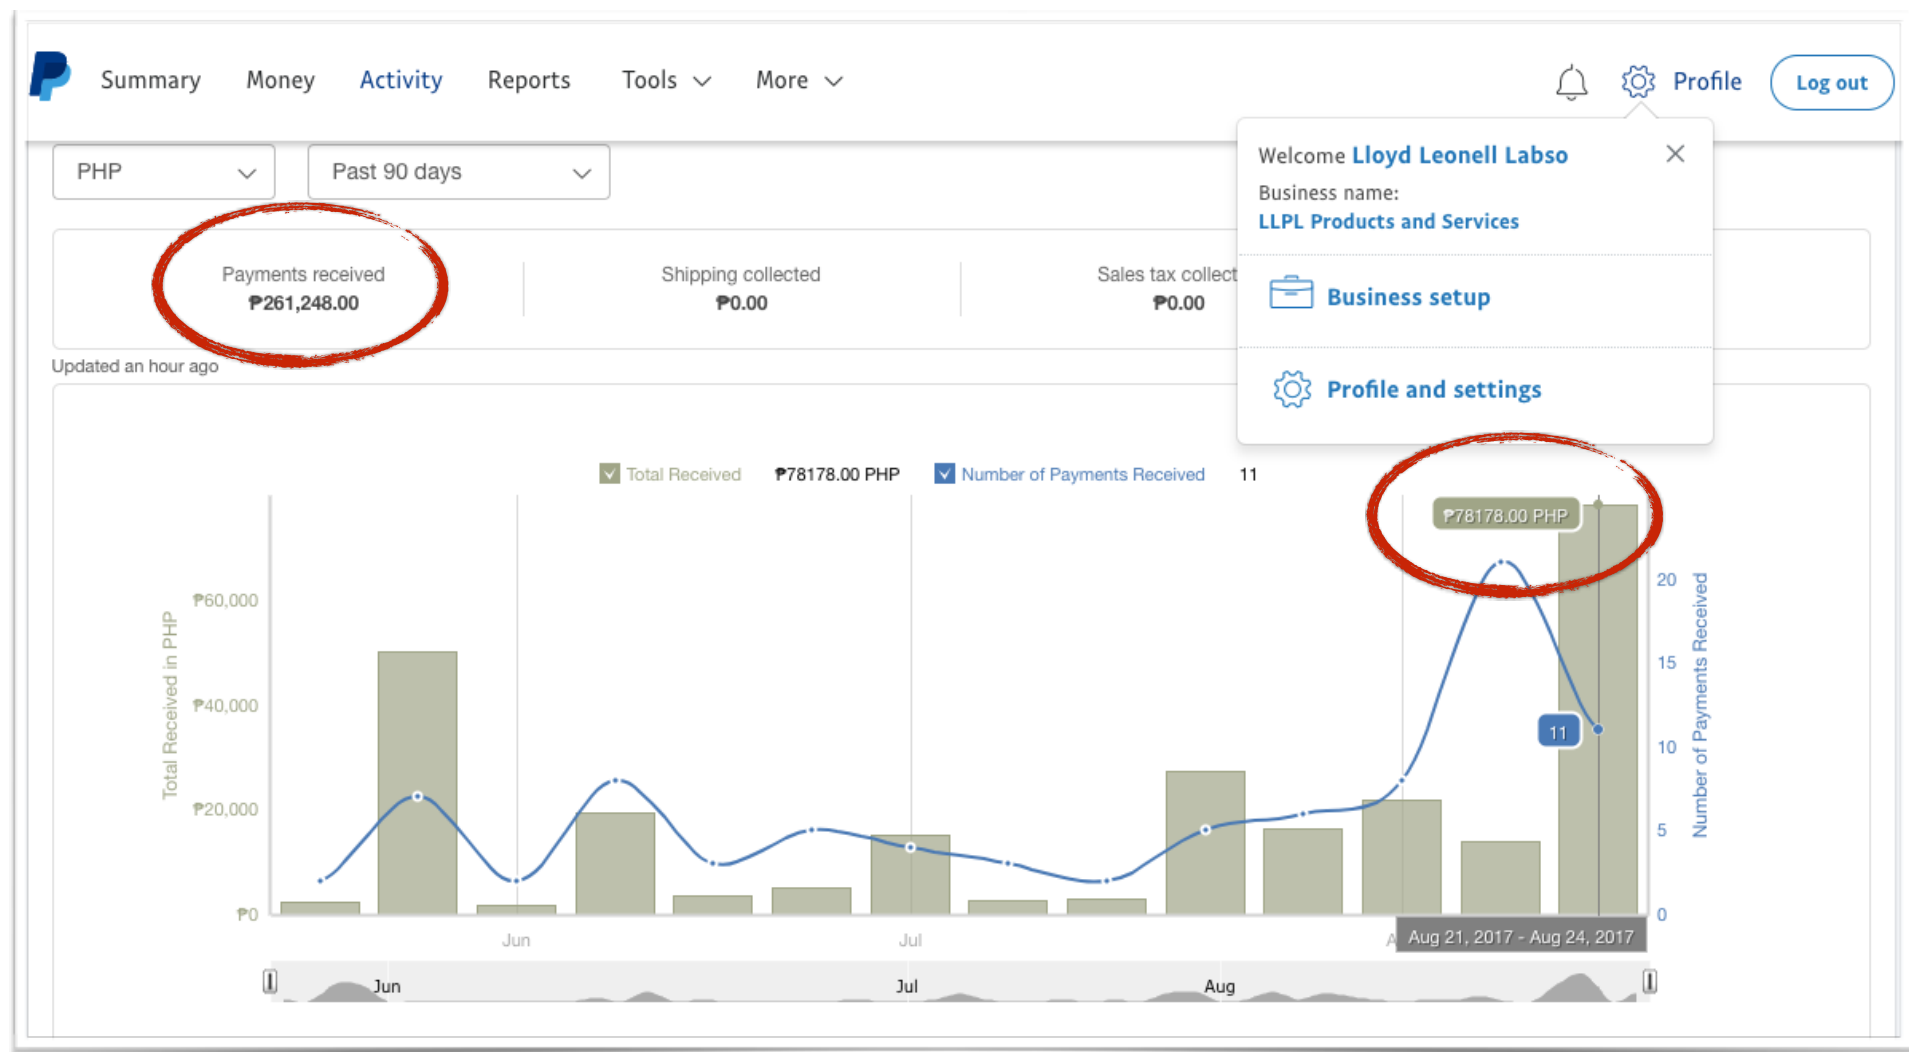 Summary Money Activity Reports Tools More Profile Log out
PHP Past 90 days
Welcome Lloyd Leonell Labso
Business name:
LLPL Products and Services
Business setup
Profile and settings
Payments received Shipping collected Sales tax collect
₱261,248.00 ₱0.00 ₱0.00
Updated an hour ago
Total Received ₱78178.00 PHP Number of Payments Received 11
₱78178.00 PHP
11
Total Received in PHP
₱60,000
₱40,000
₱20,000
₱0
20
15
10
5
0
Number of Payments Received
Jun Jul A Aug 21, 2017 - Aug 24, 2017
Jun Jul Aug